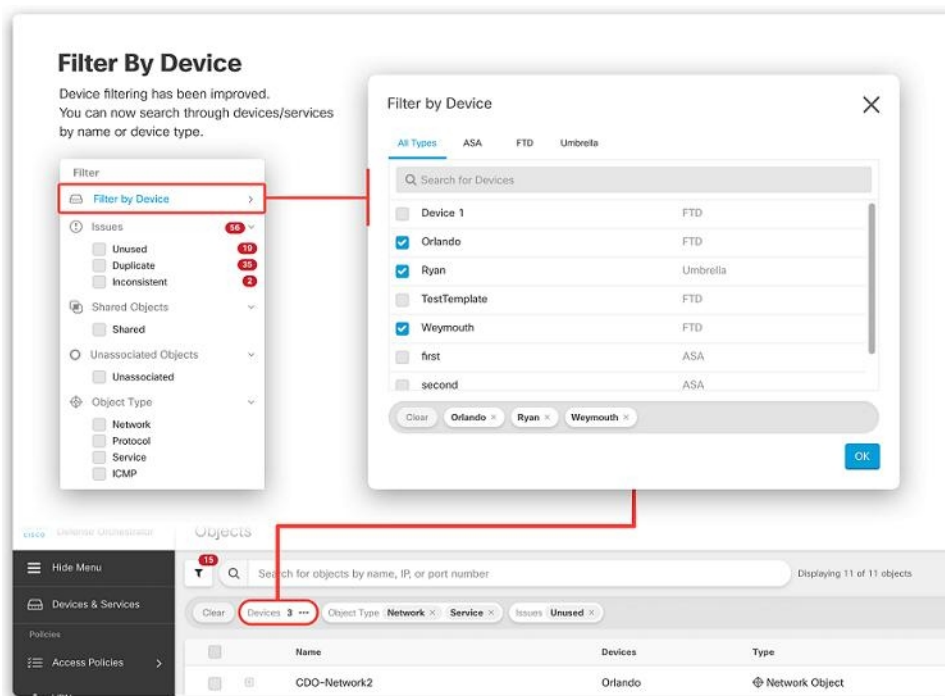 Filter By Device
Device filtering has been improved.
You can now search through devices/services
by name or device type.
Filter
Filter by Device
Issues 56
Unused 19
Duplicate 35
Inconsistent 2
Shared Objects
Shared
Unassociated Objects
Unassociated
Object Type
Network
Protocol
Service
ICMP
Filter by Device
All Types ASA FTD Umbrella
Search for Devices
Device 1 FTD
Orlando FTD
Ryan Umbrella
TestTemplate FTD
Weymouth FTD
first ASA
second ASA
Clear Orlando × Ryan × Weymouth ×
OK
CISCO Defense Orchestrator
Objects
Hide Menu
Devices & Services
Policies
Access Policies
VPN
15
Search for objects by name, IP, or port number
Displaying 11 of 11 objects
Clear Devices 3 ••• Object Type Network × Service × Issues Unused ×
Name Devices Type
CDO-Network2 Orlando Network Object